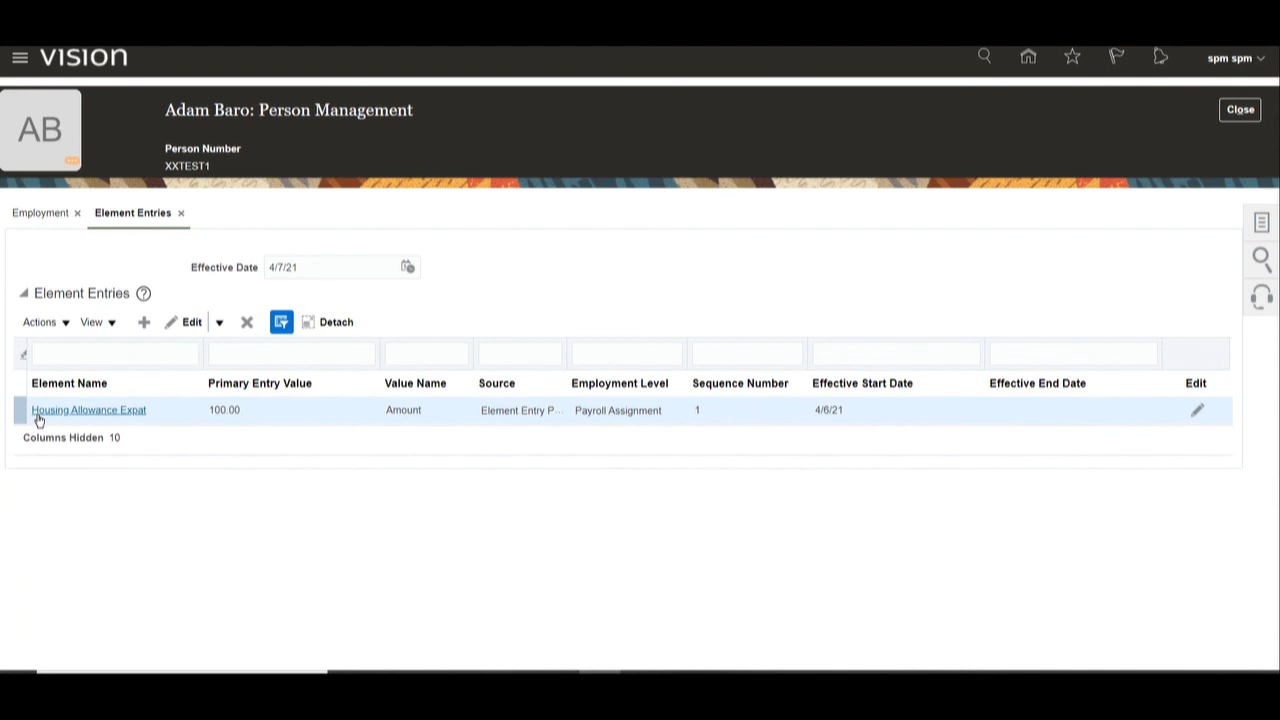 vision
spm spm
AB
Adam Baro: Person Management
Close
Person Number
XXTEST1
Employment
Element Entries
Effective Date 4/7/21
Element Entries ?
Actions View Edit Detach
Element Name Primary Entry Value Value Name Source Employment Level Sequence Number Effective Start Date Effective End Date Edit
Housing Allowance Expat 100.00 Amount Element Entry P... Payroll Assignment 1 4/6/21
Columns Hidden 10